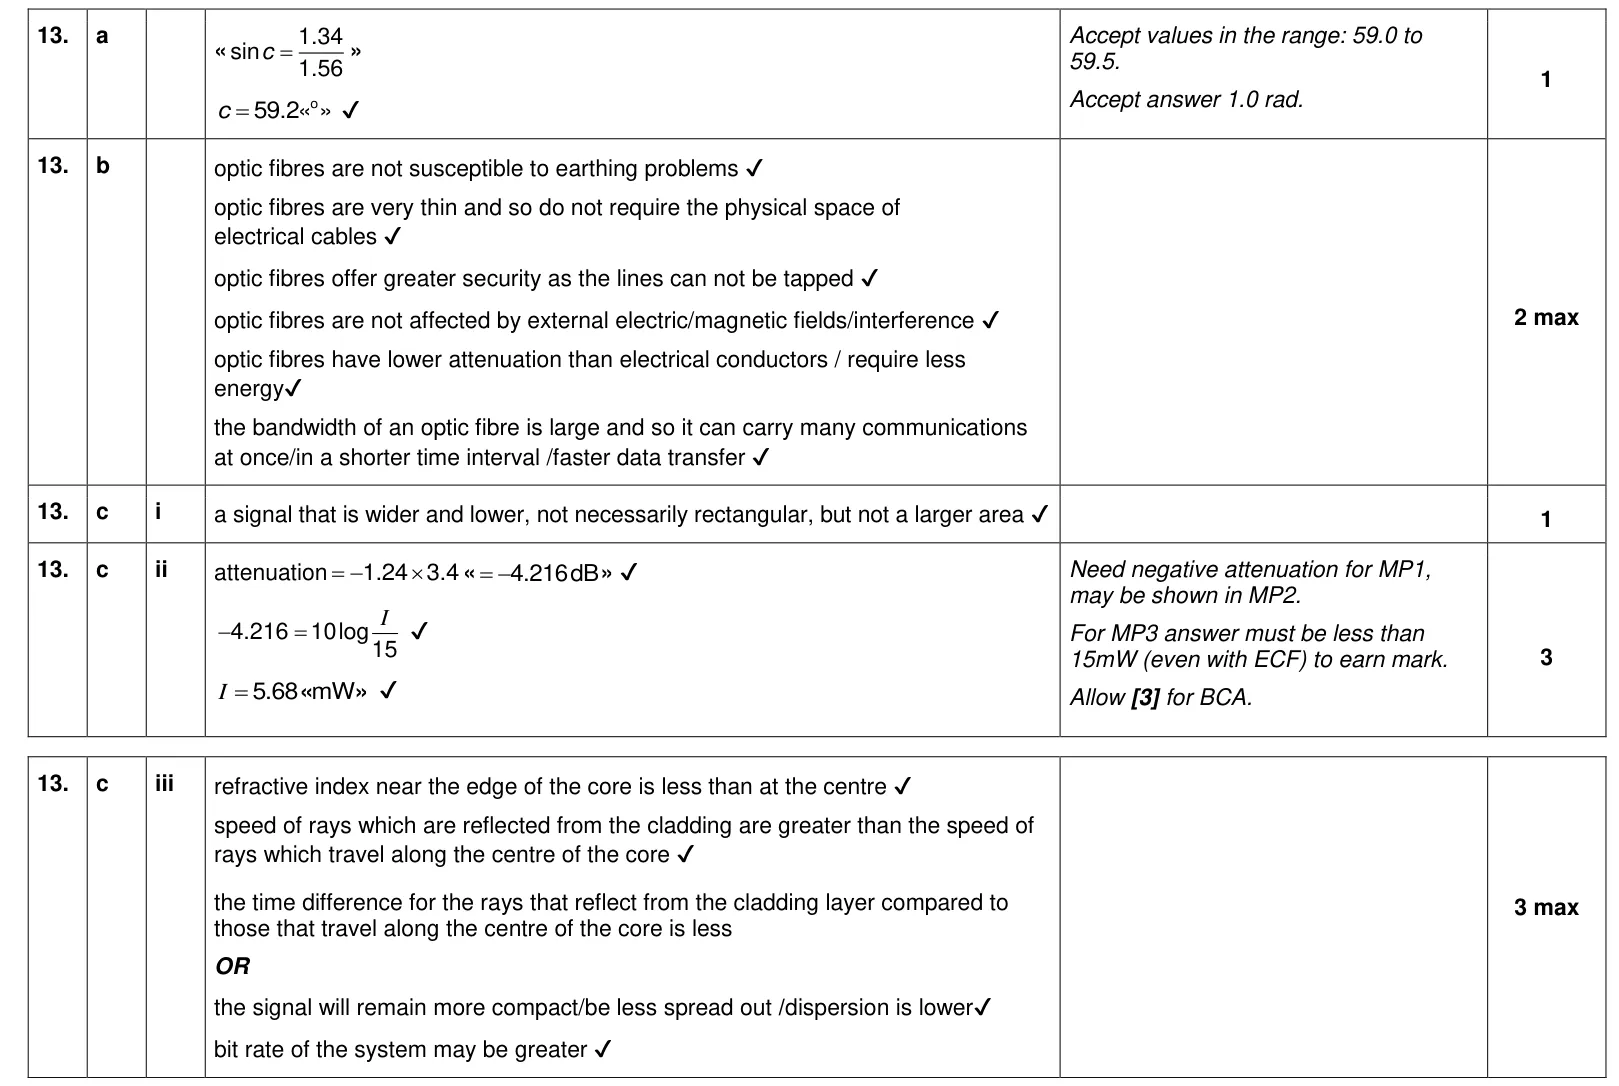 13. a « sin c = 1.34/1.56 » Accept values in the range: 59.0 to
59.5.
c = 59.2«°» ✓ Accept answer 1.0 rad. 1
13. b optic fibres are not susceptible to earthing problems ✓
optic fibres are very thin and so do not require the physical space of
electrical cables ✓
optic fibres offer greater security as the lines can not be tapped ✓
optic fibres are not affected by external electric/magnetic fields/interference ✓ 2 max
optic fibres have lower attenuation than electrical conductors / require less
energy✓
the bandwidth of an optic fibre is large and so it can carry many communications
at once/in a shorter time interval /faster data transfer ✓
13. c i a signal that is wider and lower, not necessarily rectangular, but not a larger area ✓ 1
13. c ii attenuation = −1.24 × 3.4 « = −4.216 dB» ✓ Need negative attenuation for MP1,
may be shown in MP2.
−4.216 = 10 log I/15 ✓ For MP3 answer must be less than
15mW (even with ECF) to earn mark. 3
I = 5.68 «mW» ✓ Allow [3] for BCA.
13. c iii refractive index near the edge of the core is less than at the centre ✓
speed of rays which are reflected from the cladding are greater than the speed of
rays which travel along the centre of the core ✓
the time difference for the rays that reflect from the cladding layer compared to 3 max
those that travel along the centre of the core is less
OR
the signal will remain more compact/be less spread out /dispersion is lower✓
bit rate of the system may be greater ✓